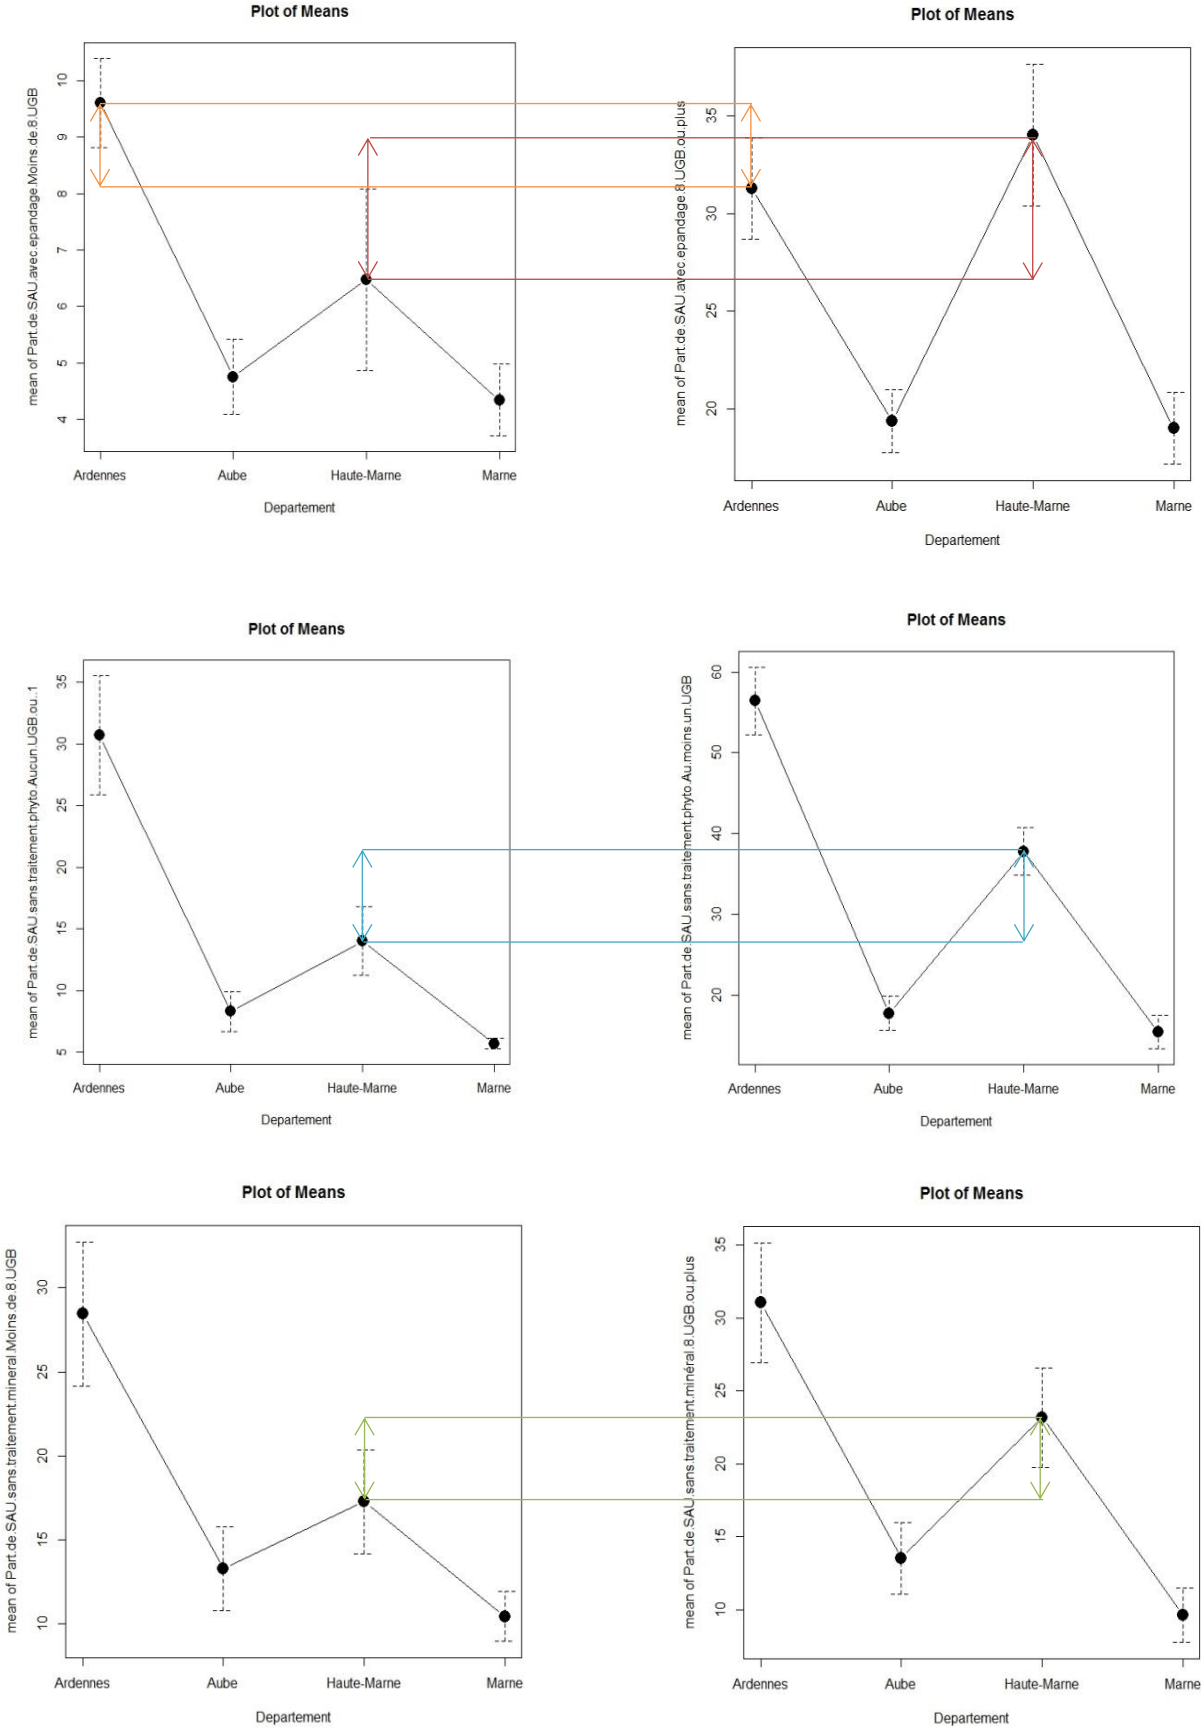 Plot of Means
mean of Part.de.SAU.avec.epandage.Moins.de.8.UGB
10
9
8
7
6
5
4
Ardennes Aube Haute-Marne Marne
Departement
Plot of Means
mean of Part.de.SAU.avec.epandage.8.UGB.ou.plus
35
30
25
20
Ardennes Aube Haute-Marne Marne
Departement
Plot of Means
mean of Part.de.SAU.sans.traitement.phyto.Aucun.UGB.ou..1
35
30
25
20
15
10
5
Ardennes Aube Haute-Marne Marne
Departement
Plot of Means
mean of Part.de.SAU.sans.traitement.phyto.Au.moins.un.UGB
60
50
40
30
20
Ardennes Aube Haute-Marne Marne
Departement
Plot of Means
mean of Part.de.SAU.sans.traitement.mineral.Moins.de.8.UGB
30
25
20
15
10
Ardennes Aube Haute-Marne Marne
Departement
Plot of Means
mean of Part.de.SAU.sans.traitement.minéral.8.UGB.ou.plus
35
30
25
20
15
10
Ardennes Aube Haute-Marne Marne
Departement